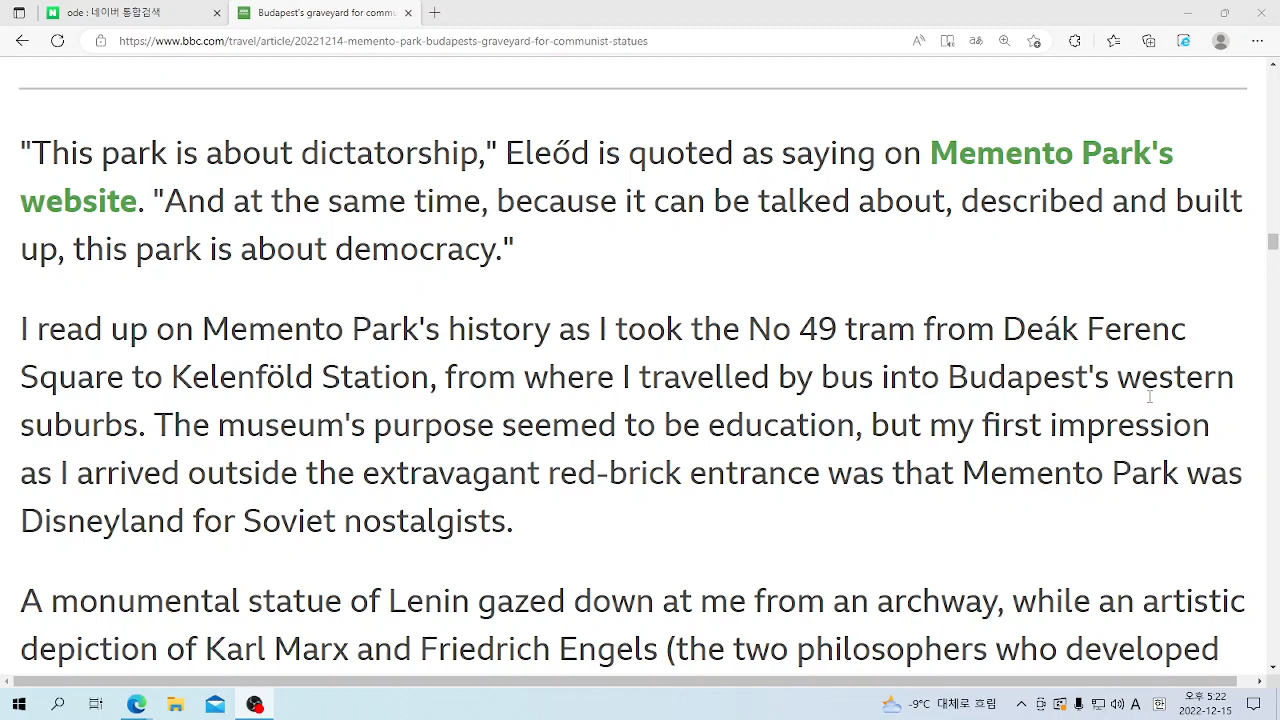 ode : 네이버 통합검색
Budapest's graveyard for commu
https://www.bbc.com/travel/article/20221214-memento-park-budapests-graveyard-for-communist-statues
"This park is about dictatorship," Eleőd is quoted as saying on Memento Park's
website. "And at the same time, because it can be talked about, described and built
up, this park is about democracy."
I read up on Memento Park's history as I took the No 49 tram from Deák Ferenc
Square to Kelenföld Station, from where I travelled by bus into Budapest's western
suburbs. The museum's purpose seemed to be education, but my first impression
as I arrived outside the extravagant red-brick entrance was that Memento Park was
Disneyland for Soviet nostalgists.
A monumental statue of Lenin gazed down at me from an archway, while an artistic
depiction of Karl Marx and Friedrich Engels (the two philosophers who developed
-9°C 대체로 흐림
A
오후 5:22
2022-12-15